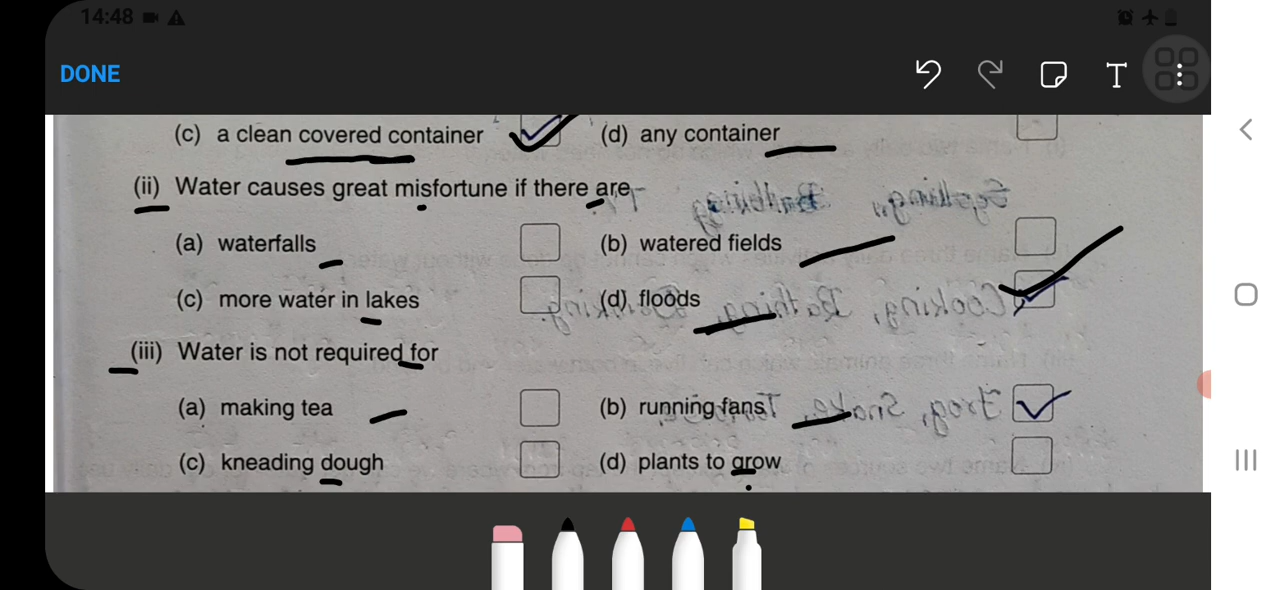 14:48
DONE
T
(c) a clean covered container (d) any container
(ii) Water causes great misfortune if there are
(a) waterfalls (b) watered fields
(c) more water in lakes (d) floods
(iii) Water is not required for
(a) making tea (b) running fans
(c) kneading dough (d) plants to grow